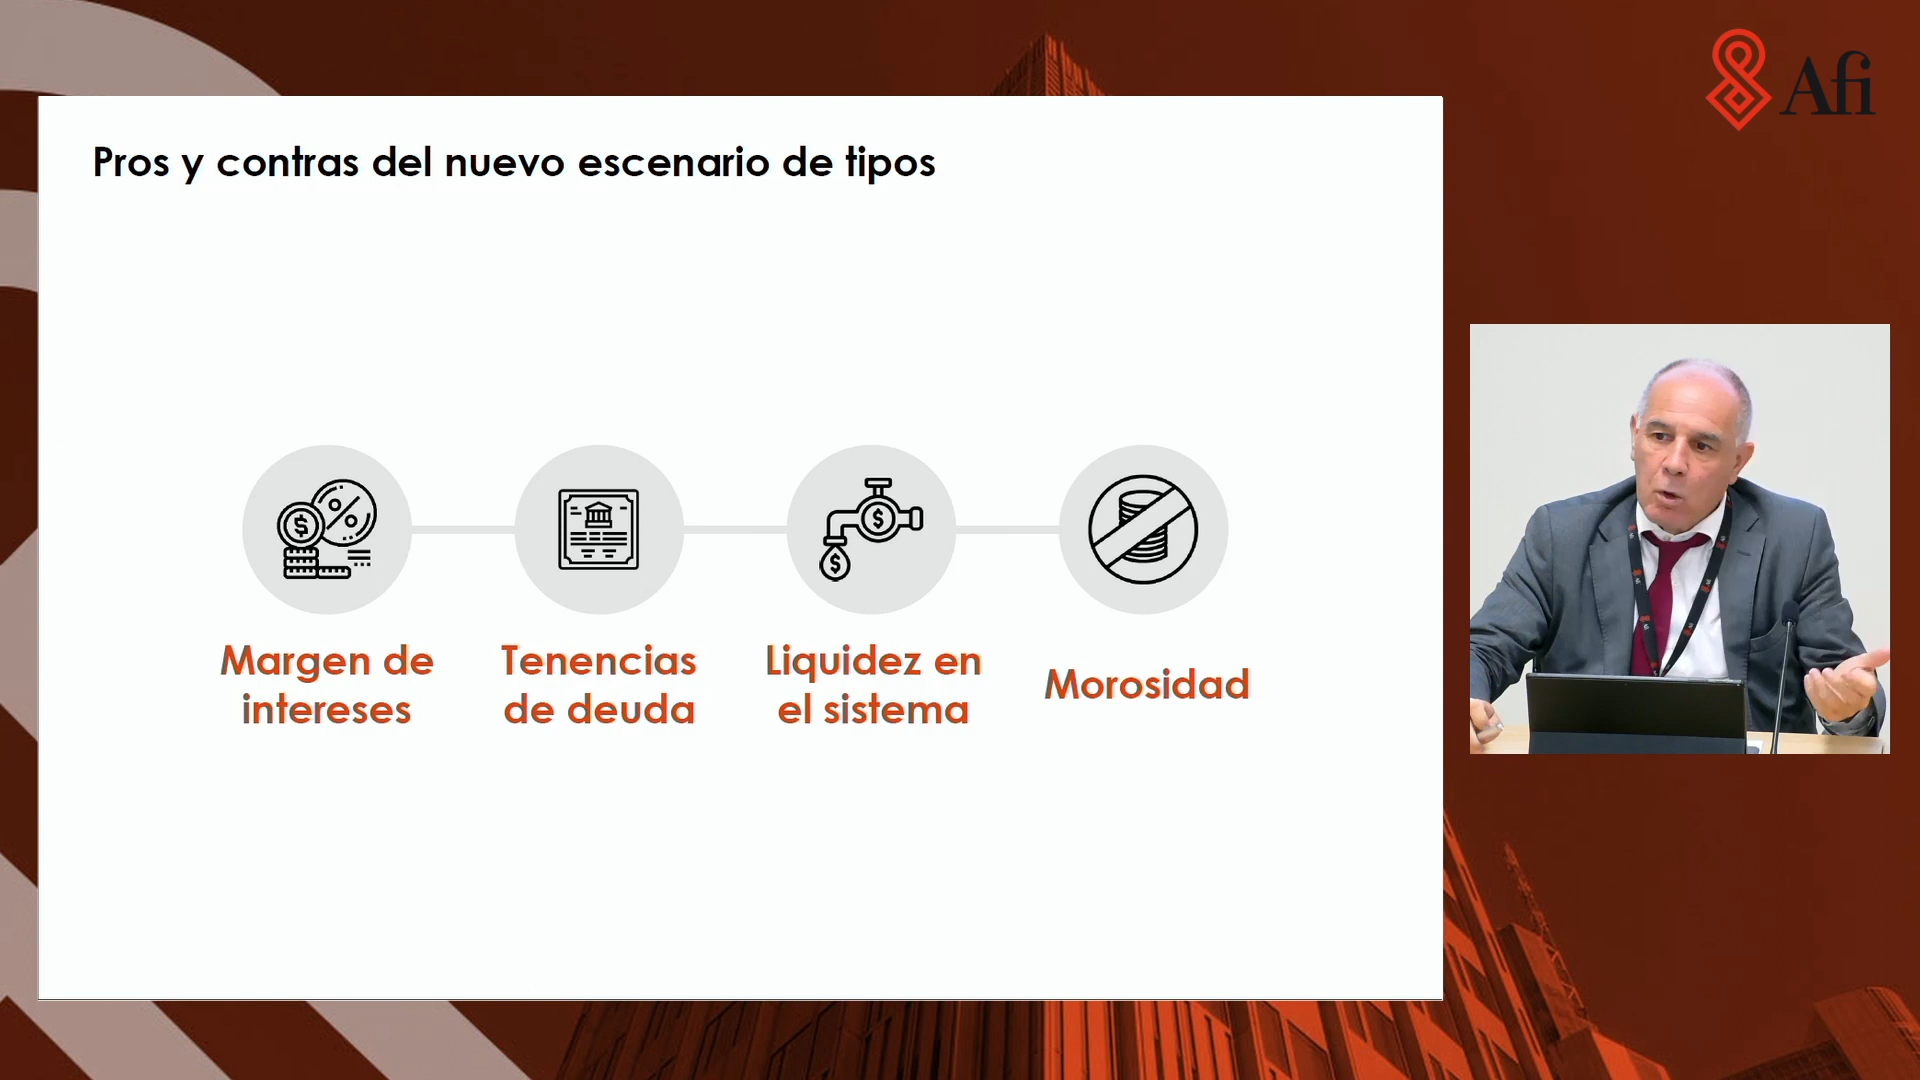 Afi
Pros y contras del nuevo escenario de tipos
Margen de
intereses
Tenencias
de deuda
Liquidez en
el sistema
Morosidad